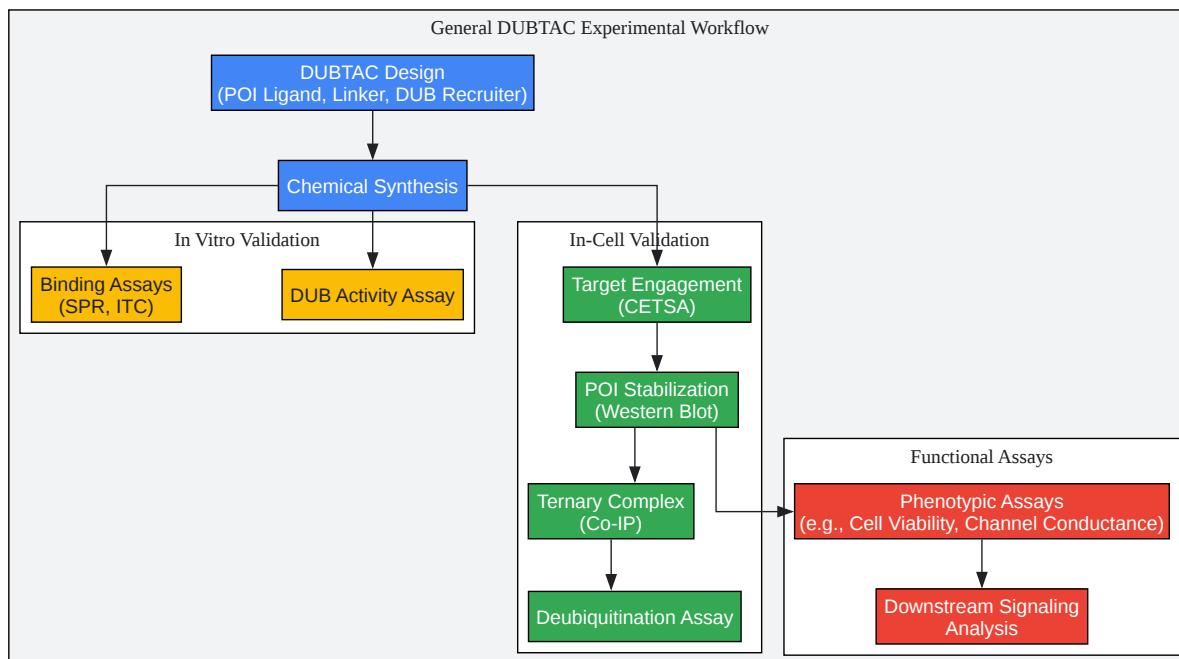 General DUBTAC Experimental Workflow
DUBTAC Design
(POI Ligand, Linker, DUB Recruiter)
Chemical Synthesis
In Vitro Validation
Binding Assays
(SPR, ITC)
DUB Activity Assay
In-Cell Validation
Target Engagement
(CETSA)
POI Stabilization
(Western Blot)
Ternary Complex
(Co-IP)
Deubiquitination Assay
Functional Assays
Phenotypic Assays
(e.g., Cell Viability, Channel Conductance)
Downstream Signaling
Analysis